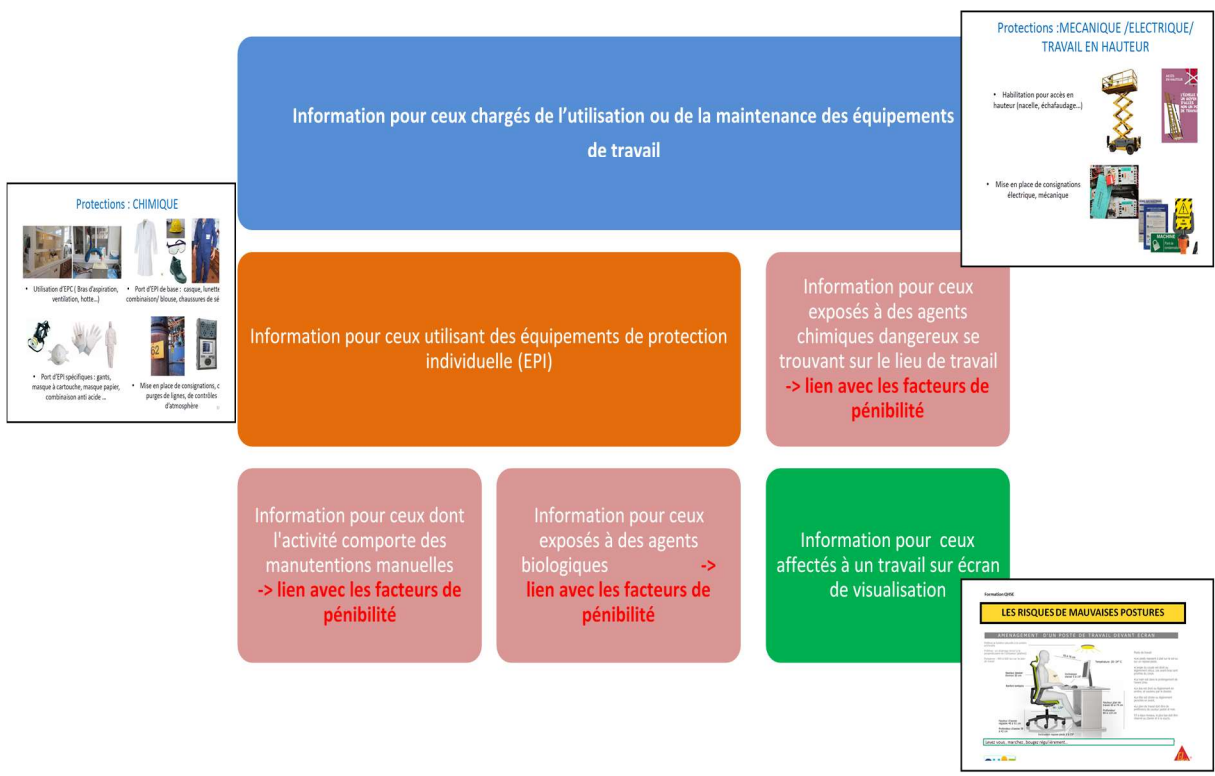 Protections :MECANIQUE /ELECTRIQUE/
TRAVAIL EN HAUTEUR
• Habilitation pour accès en
hauteur (nacelle, échafaudage...)
• Mise en place de consignations
électrique, mécanique
MACHINE
Information pour ceux chargés de l'utilisation ou de la maintenance des équipements
de travail
Protections : CHIMIQUE
• Utilisation d'EPC ( Bras d'aspiration,
ventilation, hotte...)
• Port d'EPI de base : casque, lunette
combinaison/ blouse, chaussures de sé
62
• Port d'EPI spécifiques : gants,
masque à cartouche, masque papier,
combinaison anti acide ...
• Mise en place de consignations, c
purges de lignes, de contrôles
d'atmosphère
Information pour ceux utilisant des équipements de protection
individuelle (EPI)
Information pour ceux
exposés à des agents
chimiques dangereux se
trouvant sur le lieu de travail
-> lien avec les facteurs de
pénibilité
Information pour ceux dont
l'activité comporte des
manutentions manuelles
-> lien avec les facteurs de
pénibilité
Information pour ceux
exposés à des agents
biologiques ->
lien avec les facteurs de
pénibilité
Information pour ceux
affectés à un travail sur écran
de visualisation
Formation QHSE
LES RISQUES DE MAUVAISES POSTURES
AMENAGEMENT D'UN POSTE DE TRAVAIL DEVANT ECRAN
Levez vous, marchez, bougez régulièrement...